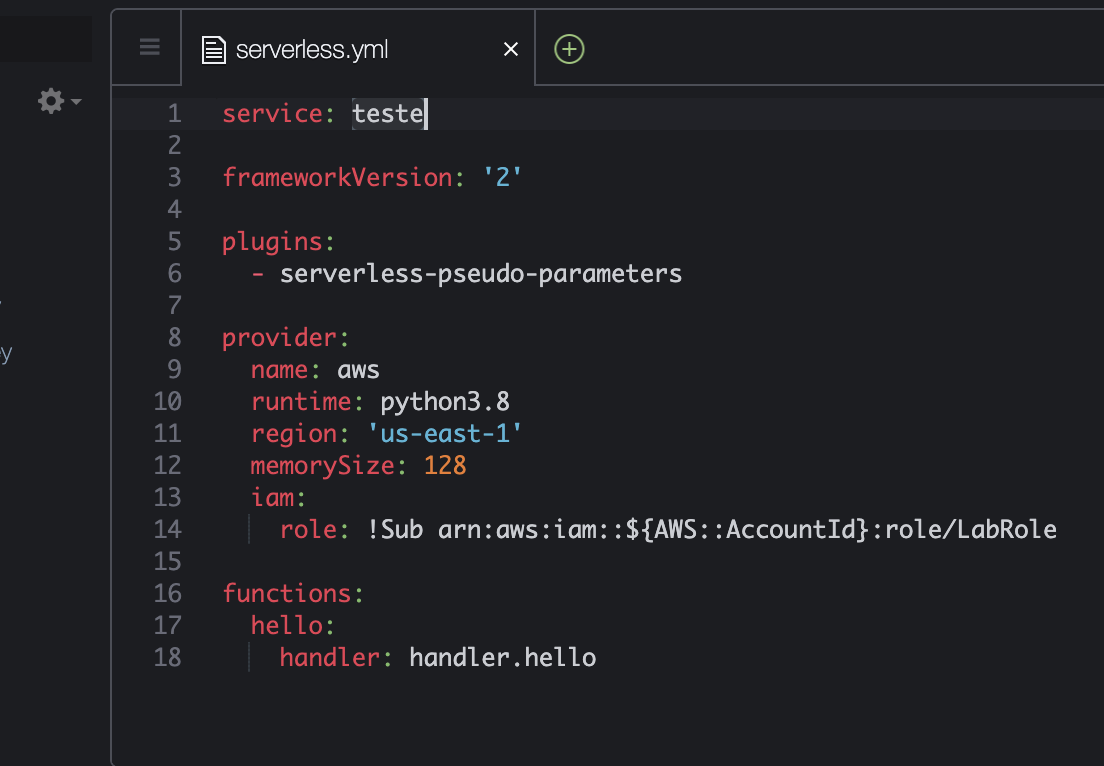 serverless.yml
1 service: teste
2
3 frameworkVersion: '2'
4
5 plugins:
6   - serverless-pseudo-parameters
7
8 provider:
9   name: aws
10   runtime: python3.8
11   region: 'us-east-1'
12   memorySize: 128
13   iam:
14     role: !Sub arn:aws:iam::${AWS::AccountId}:role/LabRole
15
16 functions:
17   hello:
18     handler: handler.hello